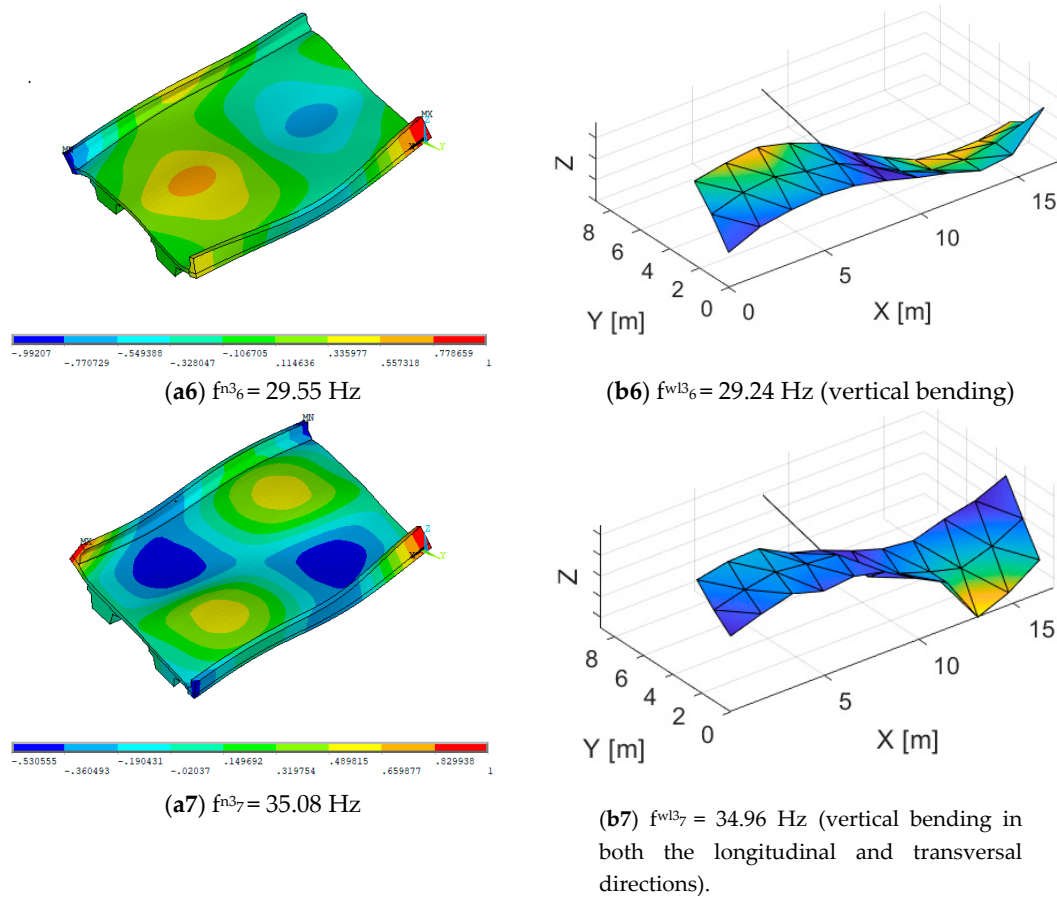 MX
MN
Z
Y
-.99207
-.549388
-.106705
.335977
.778659
-.770729
-.328047
.114636
.557318
1
(a6) fⁿ³₆ = 29.55 Hz
Z
8
6
4
2
0
0
5
10
15
Y [m]
X [m]
(b6) fʷˡ³₆ = 29.24 Hz (vertical bending)
MN
MX
Z
Y
-.530555
-.190431
.149692
.489815
.829938
-.360493
-.02037
.319754
.659877
1
(a7) fⁿ³₇ = 35.08 Hz
Z
8
6
4
2
0
5
10
15
Y [m]
X [m]
(b7) fʷˡ³₇ = 34.96 Hz (vertical bending in
both the longitudinal and transversal
directions).